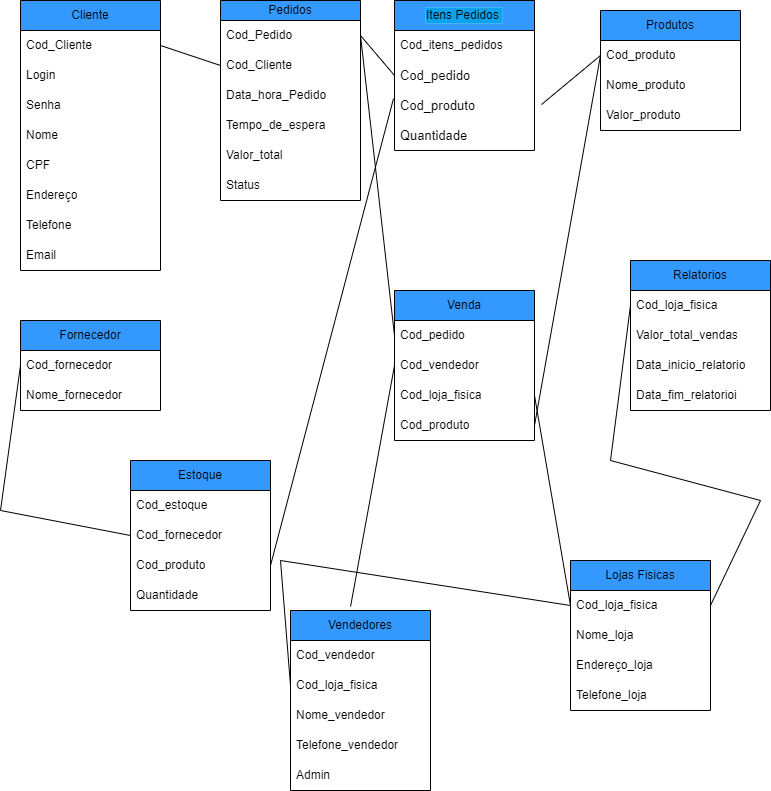 Cliente
Cod_Cliente
Login
Senha
Nome
CPF
Endereço
Telefone
Email
Pedidos
Cod_Pedido
Cod_Cliente
Data_hora_Pedido
Tempo_de_espera
Valor_total
Status
Itens Pedidos
Cod_itens_pedidos
Cod_pedido
Cod_produto
Quantidade
Produtos
Cod_produto
Nome_produto
Valor_produto
Fornecedor
Cod_fornecedor
Nome_fornecedor
Venda
Cod_pedido
Cod_vendedor
Cod_loja_fisica
Cod_produto
Relatorios
Cod_loja_fisica
Valor_total_vendas
Data_inicio_relatorio
Data_fim_relatorioi
Estoque
Cod_estoque
Cod_fornecedor
Cod_produto
Quantidade
Vendedores
Cod_vendedor
Cod_loja_fisica
Nome_vendedor
Telefone_vendedor
Admin
Lojas Fisicas
Cod_loja_fisica
Nome_loja
Endereço_loja
Telefone_loja